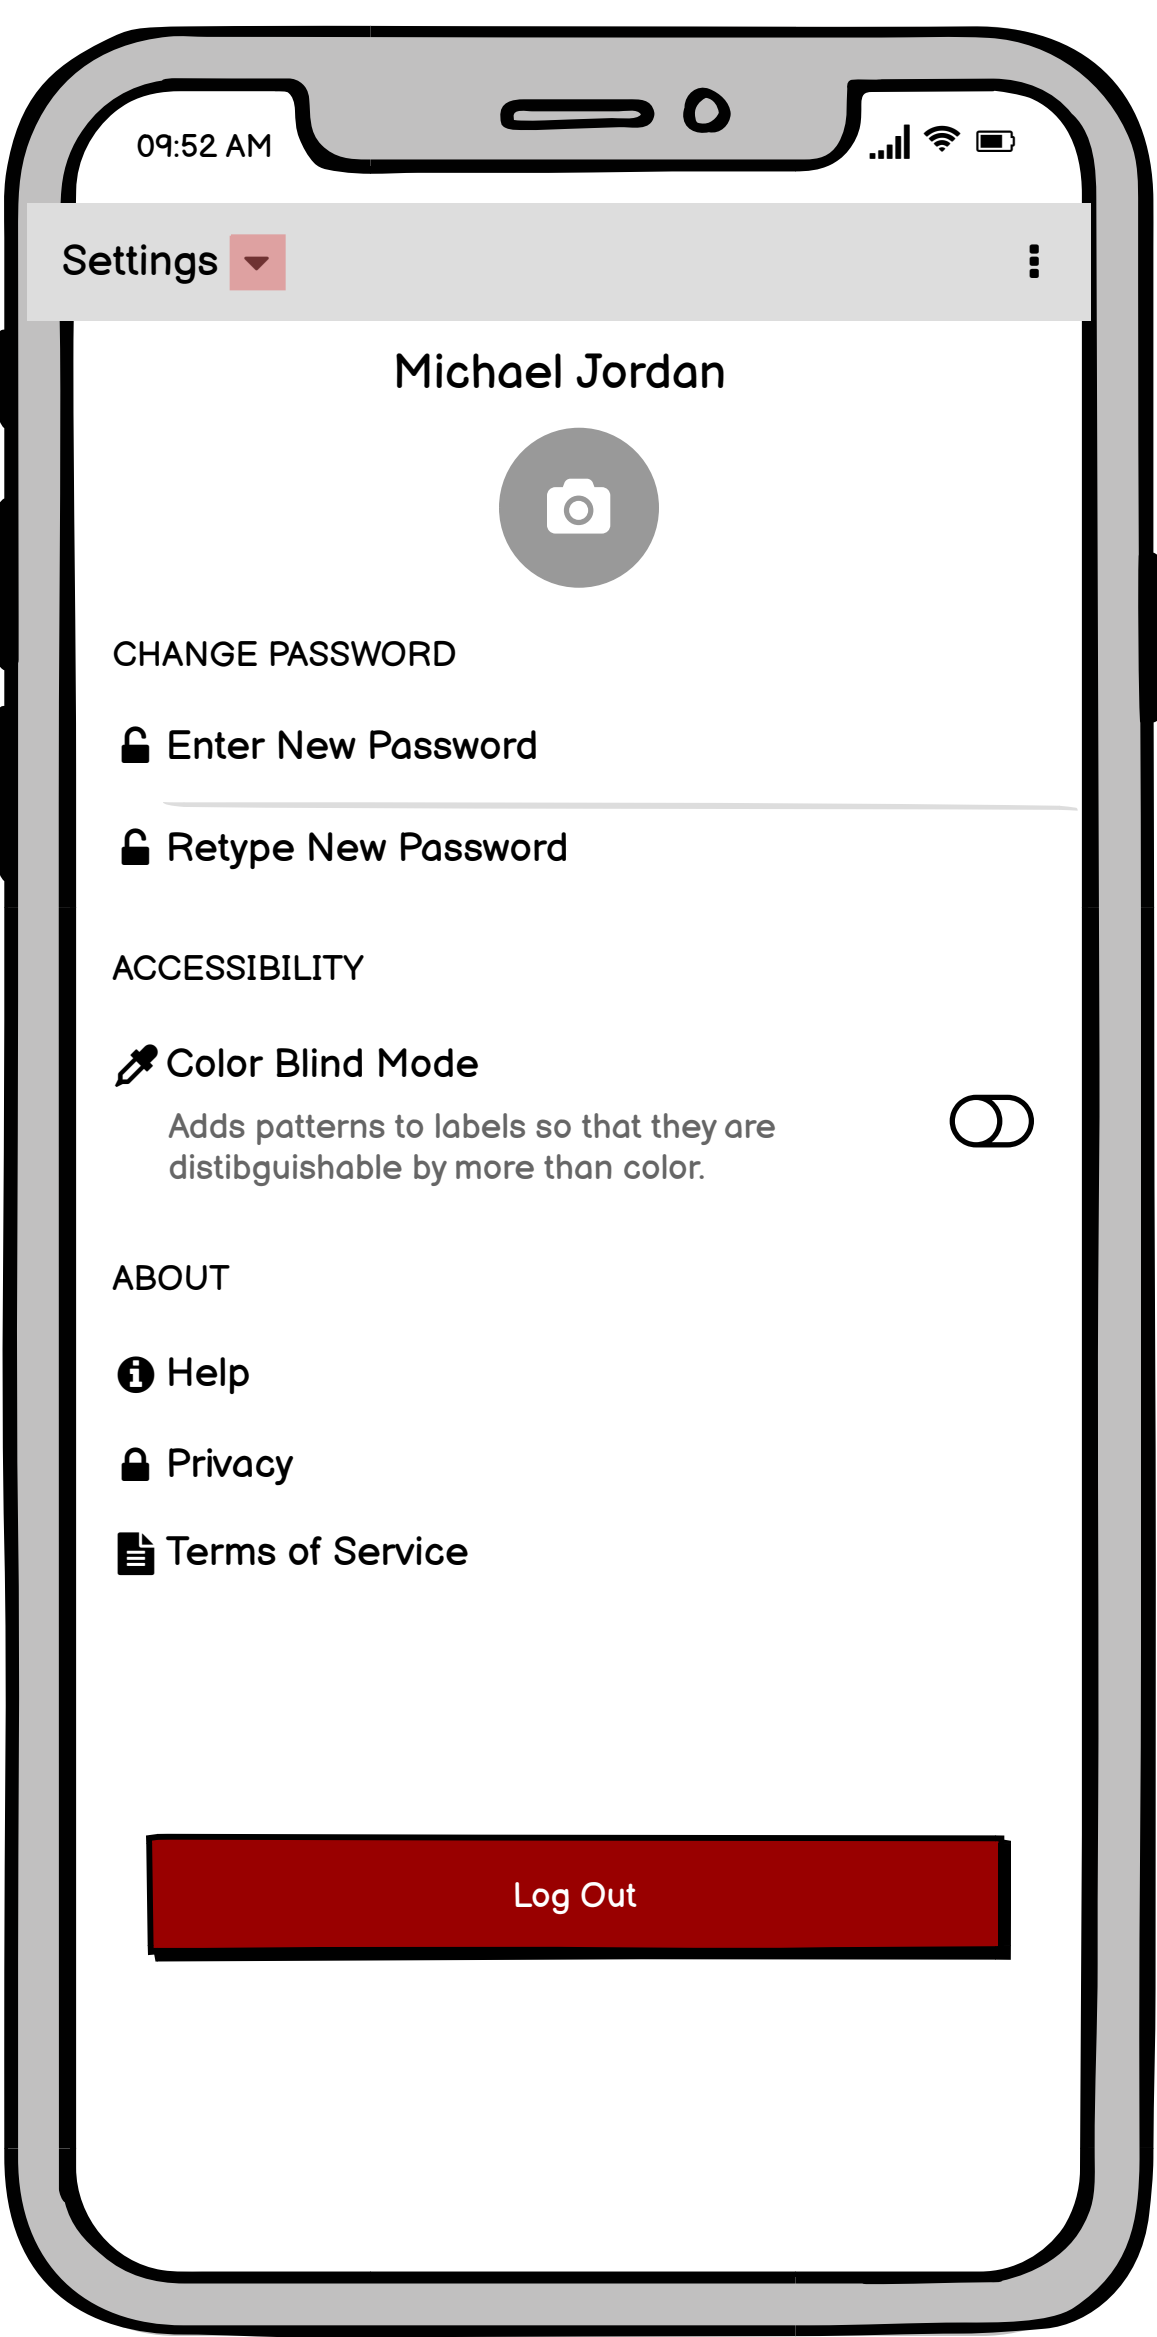 09:52 AM
Settings
Michael Jordan
CHANGE PASSWORD
Enter New Password
Retype New Password
ACCESSIBILITY
Color Blind Mode
Adds patterns to labels so that they are
distibguishable by more than color.
ABOUT
Help
Privacy
Terms of Service
Log Out